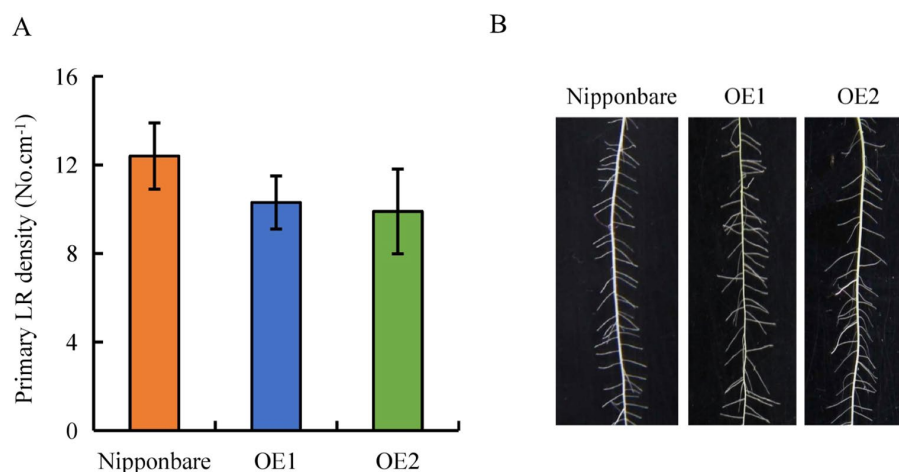 A
B
Primary LR density (No.cm⁻¹)
16
12
8
4
0
Nipponbare OE1 OE2
Nipponbare OE1 OE2